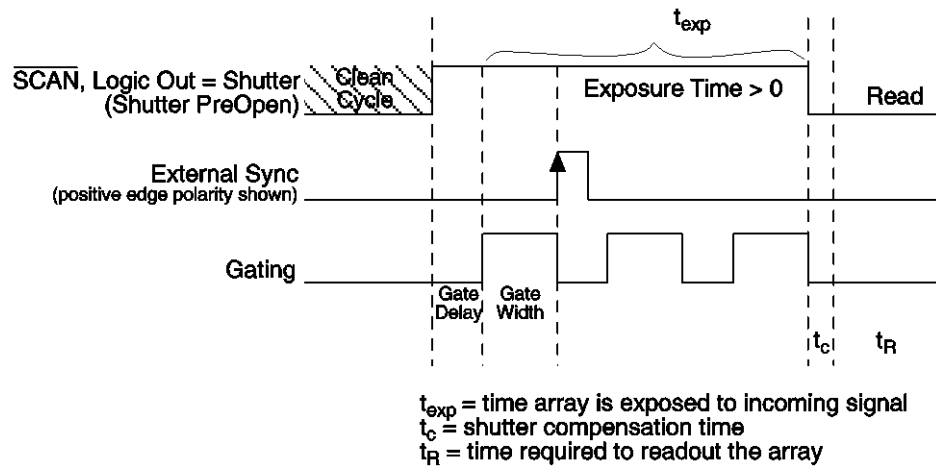 t_exp
SCAN, Logic Out = Shutter
(Shutter PreOpen)
Clean
Cycle
Exposure Time > 0
Read
External Sync
(positive edge polarity shown)
Gating
Gate
Delay
Gate
Width
t_c
t_R
t_exp = time array is exposed to incoming signal
t_c = shutter compensation time
t_R = time required to readout the array